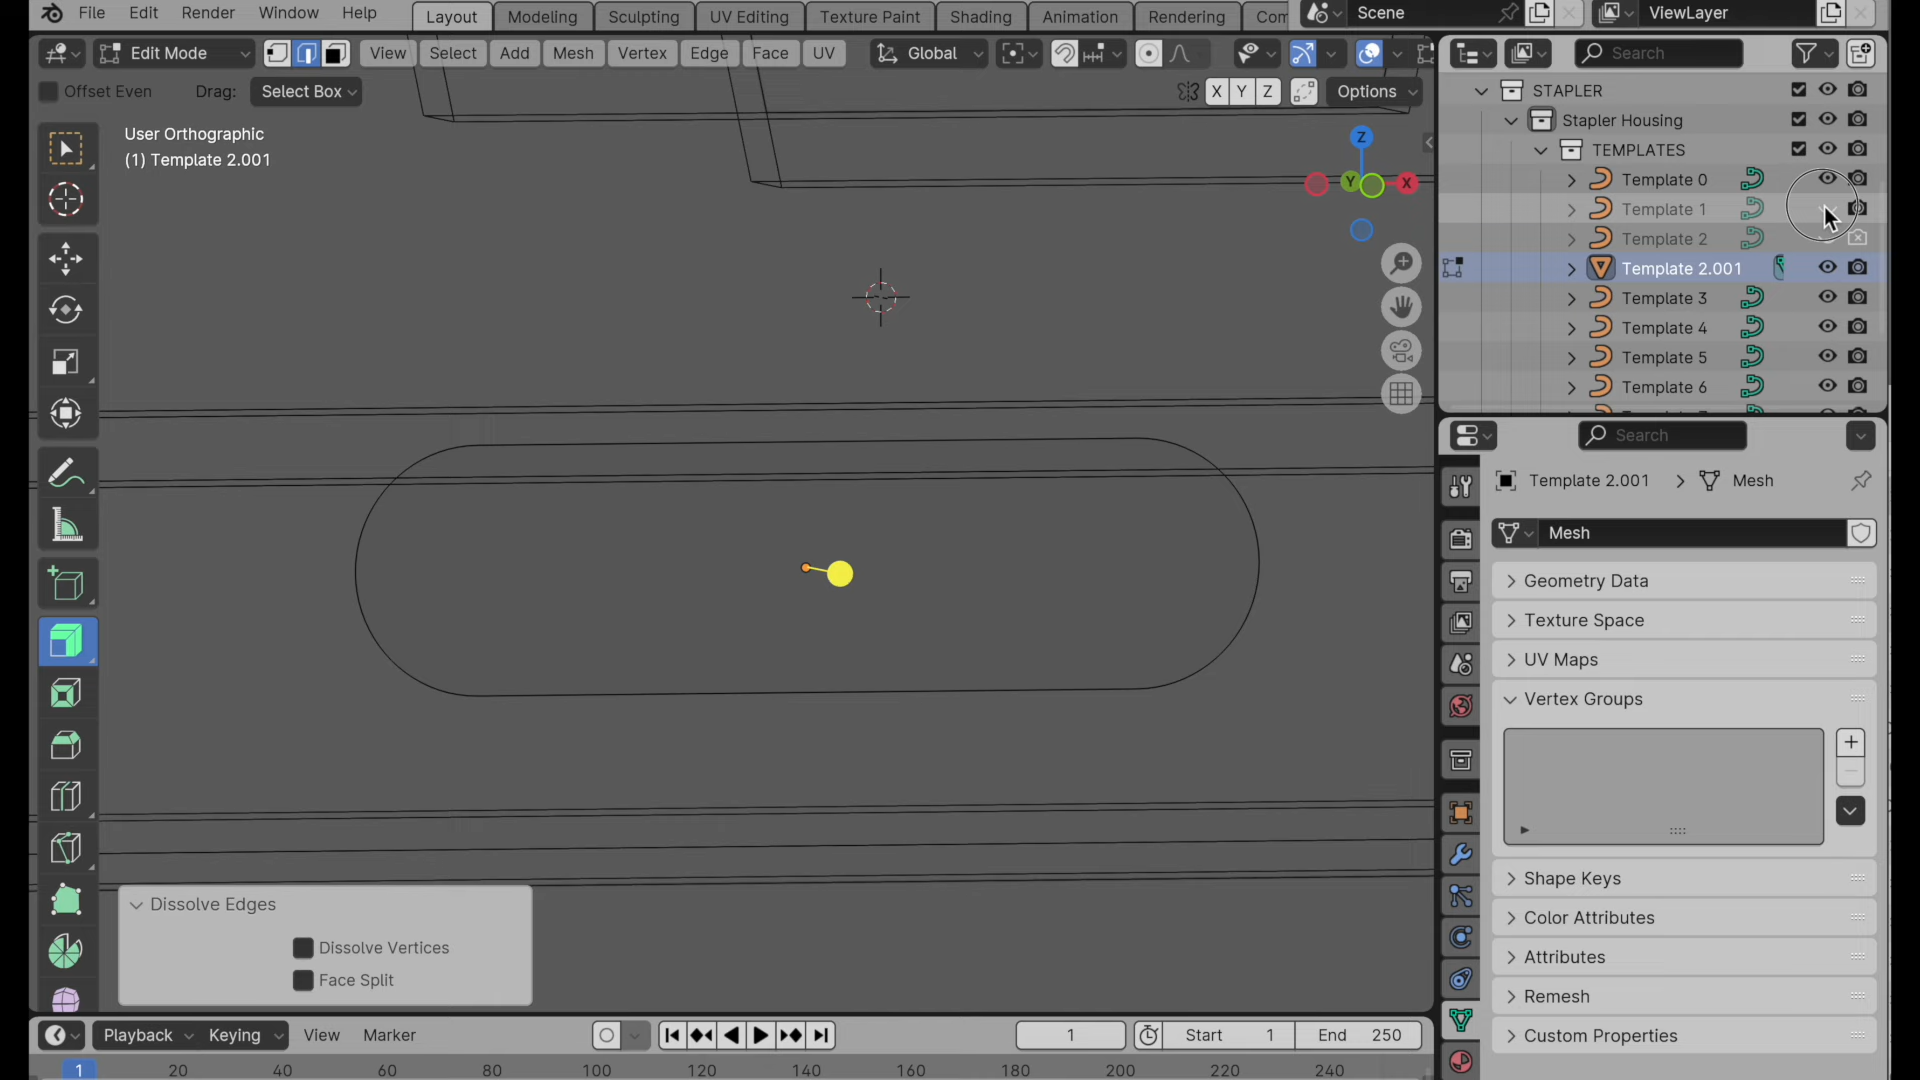 File Edit Render Window Help Layout Modeling Sculpting UV Editing Texture Paint Shading Animation Rendering Com Scene ViewLayer
Edit Mode View Select Add Mesh Vertex Edge Face UV Global
Offset Even Drag: Select Box X Y Z Options
User Orthographic
(1) Template 2.001
Z
Y X
Search
STAPLER
Stapler Housing
TEMPLATES
Template 0
Template 1
Template 2
Template 2.001
Template 3
Template 4
Template 5
Template 6
Search
Template 2.001 Mesh
Mesh
Geometry Data
Texture Space
UV Maps
Vertex Groups
Shape Keys
Color Attributes
Attributes
Remesh
Custom Properties
Dissolve Edges
Dissolve Vertices
Face Split
Playback Keying View Marker 1 Start 1 End 250
1 20 40 60 80 100 120 140 160 180 200 220 240